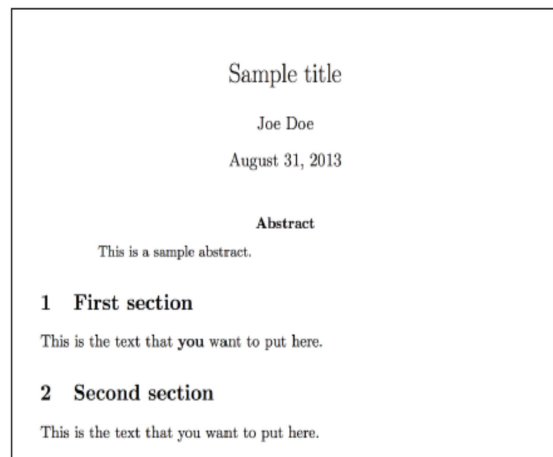 Sample title
Joe Doe
August 31, 2013
Abstract
This is a sample abstract.
1 First section
This is the text that you want to put here.
2 Second section
This is the text that you want to put here.